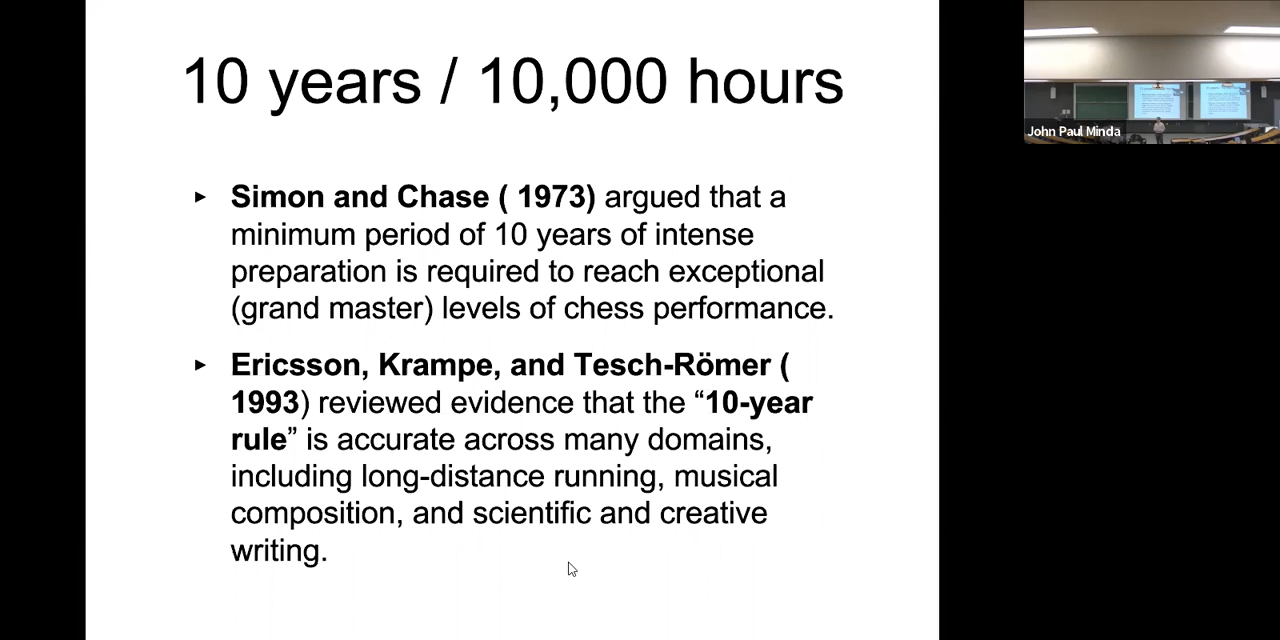 10 years / 10,000 hours
▸ Simon and Chase ( 1973) argued that a
minimum period of 10 years of intense
preparation is required to reach exceptional
(grand master) levels of chess performance.
▸ Ericsson, Krampe, and Tesch-Römer (
1993) reviewed evidence that the “10-year
rule” is accurate across many domains,
including long-distance running, musical
composition, and scientific and creative
writing.
John Paul Minda